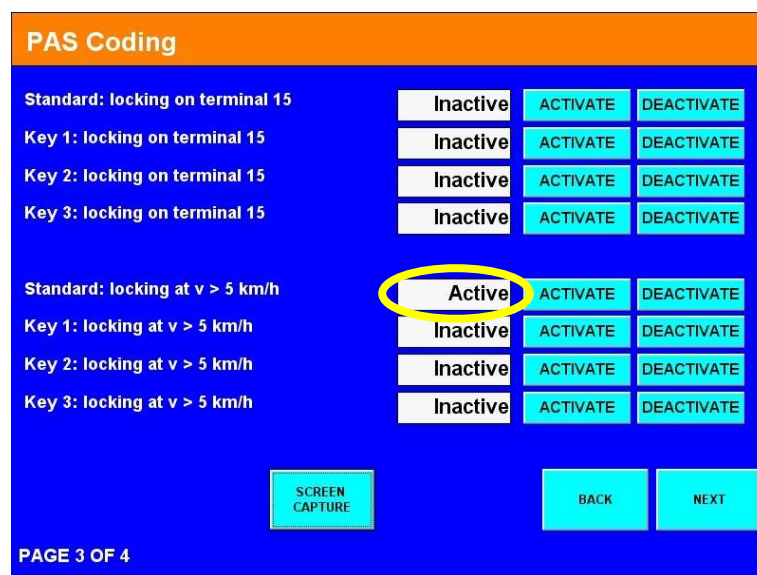 PAS Coding
Standard: locking on terminal 15 Inactive ACTIVATE DEACTIVATE
Key 1: locking on terminal 15 Inactive ACTIVATE DEACTIVATE
Key 2: locking on terminal 15 Inactive ACTIVATE DEACTIVATE
Key 3: locking on terminal 15 Inactive ACTIVATE DEACTIVATE
Standard: locking at v > 5 km/h Active ACTIVATE DEACTIVATE
Key 1: locking at v > 5 km/h Inactive ACTIVATE DEACTIVATE
Key 2: locking at v > 5 km/h Inactive ACTIVATE DEACTIVATE
Key 3: locking at v > 5 km/h Inactive ACTIVATE DEACTIVATE
SCREEN
CAPTURE
BACK
NEXT
PAGE 3 OF 4